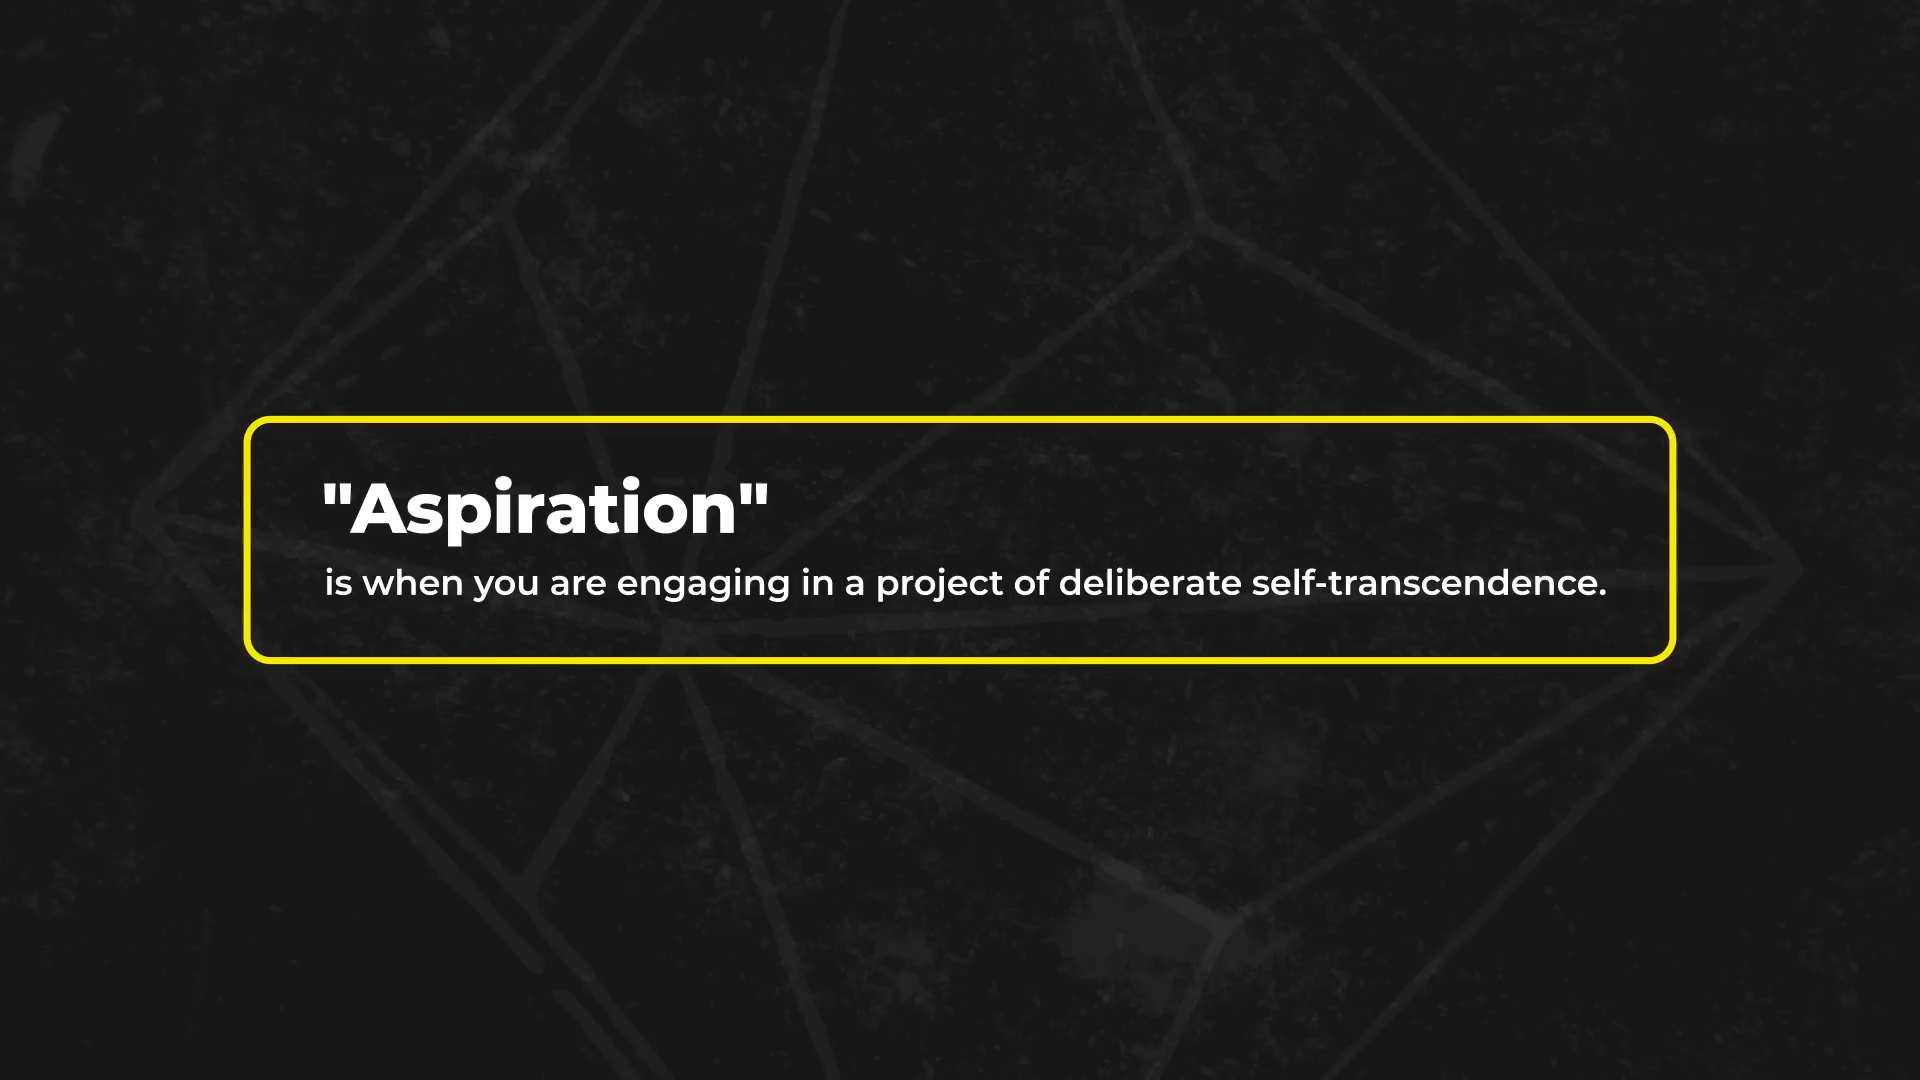 "Aspiration"
is when you are engaging in a project of deliberate self-transcendence.